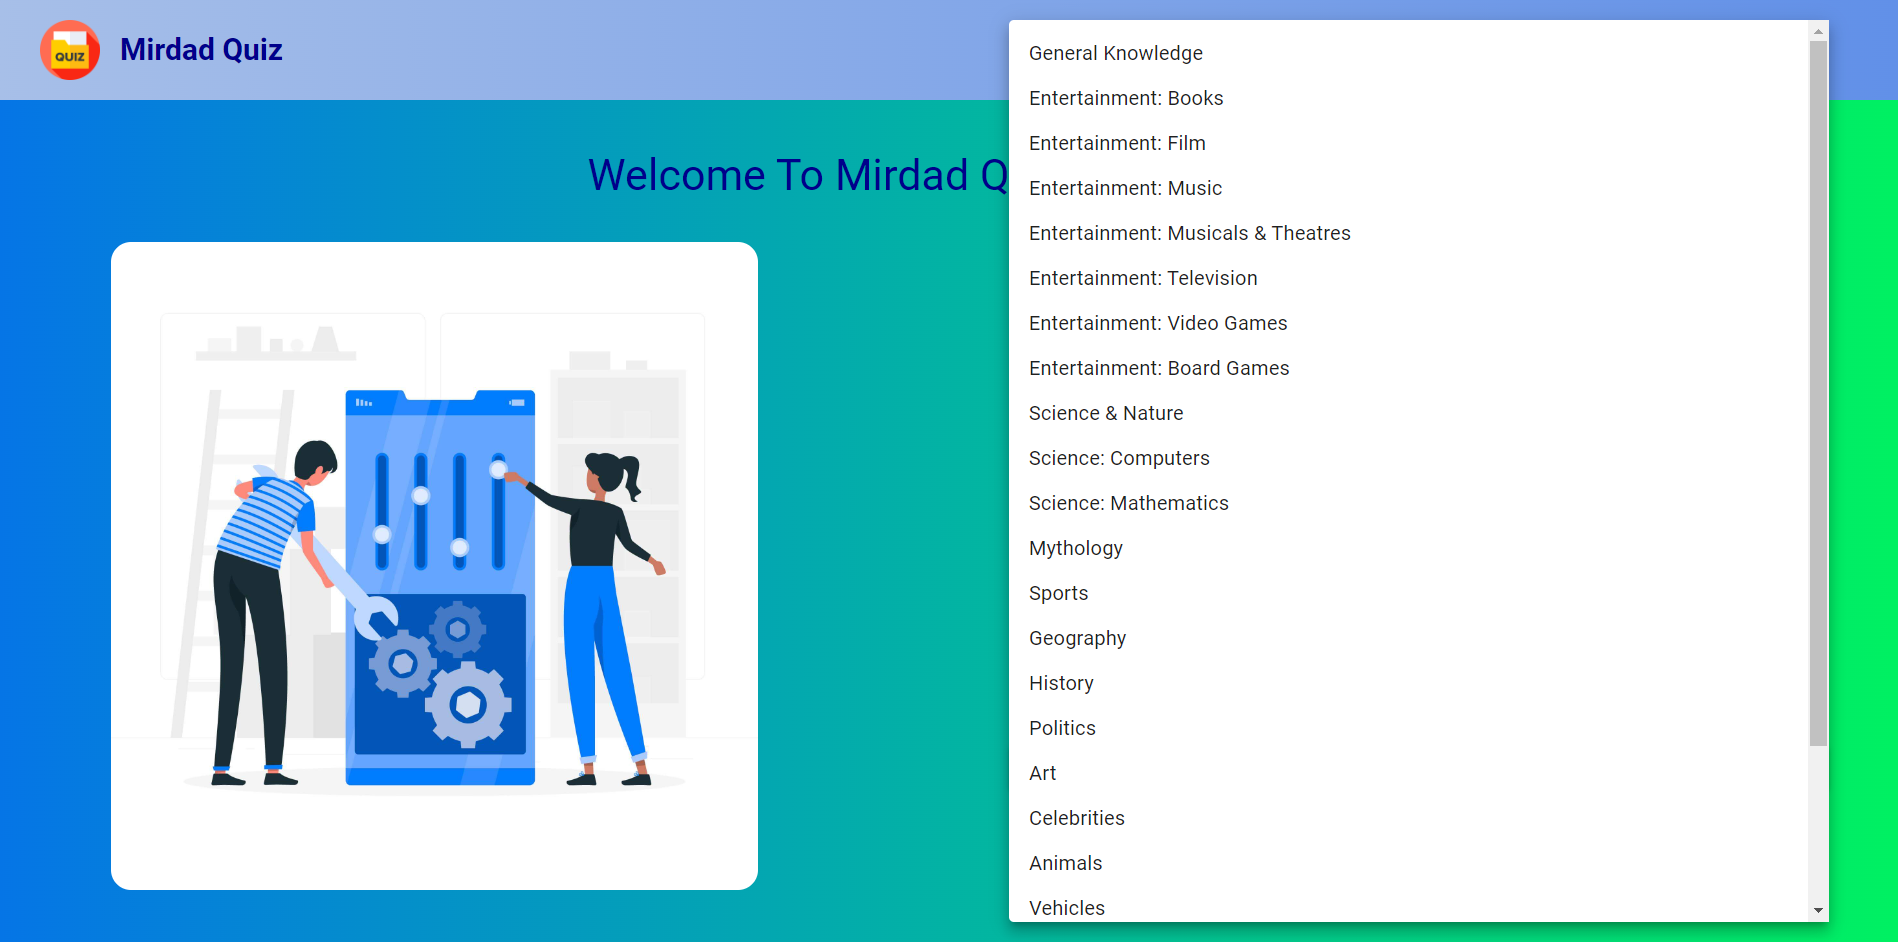 QUIZ
Mirdad Quiz
Welcome To Mirdad Q
General Knowledge
Entertainment: Books
Entertainment: Film
Entertainment: Music
Entertainment: Musicals & Theatres
Entertainment: Television
Entertainment: Video Games
Entertainment: Board Games
Science & Nature
Science: Computers
Science: Mathematics
Mythology
Sports
Geography
History
Politics
Art
Celebrities
Animals
Vehicles